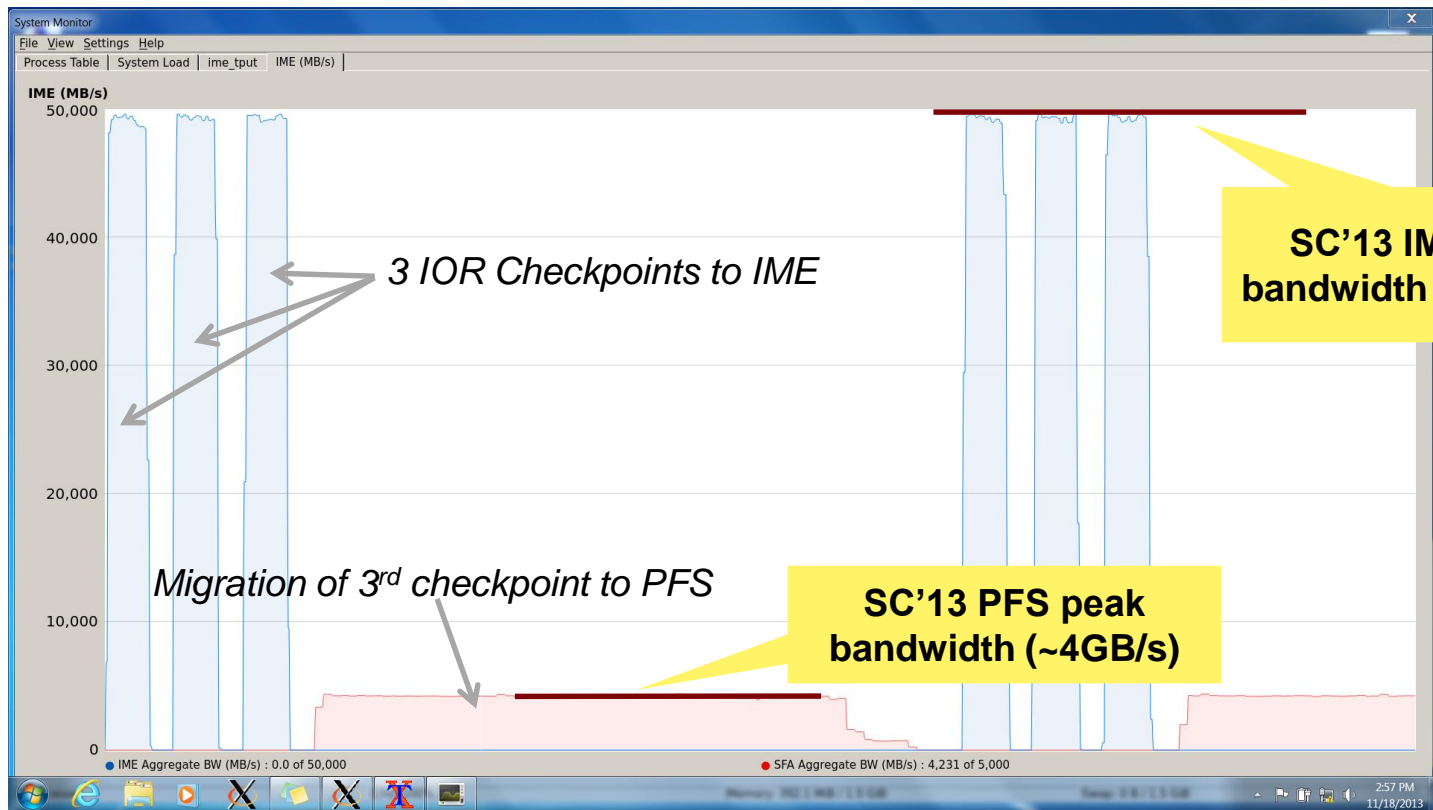 System Monitor
X
File View Settings Help
Process Table System Load ime_tput IME (MB/s)
IME (MB/s)
50,000
40,000
30,000
20,000
10,000
0
3 IOR Checkpoints to IME
SC’13 IM
bandwidth
Migration of 3rd checkpoint to PFS
SC’13 PFS peak
bandwidth (~4GB/s)
IME Aggregate BW (MB/s) : 0.0 of 50,000
SFA Aggregate BW (MB/s) : 4,231 of 5,000
2:57 PM
11/18/2013